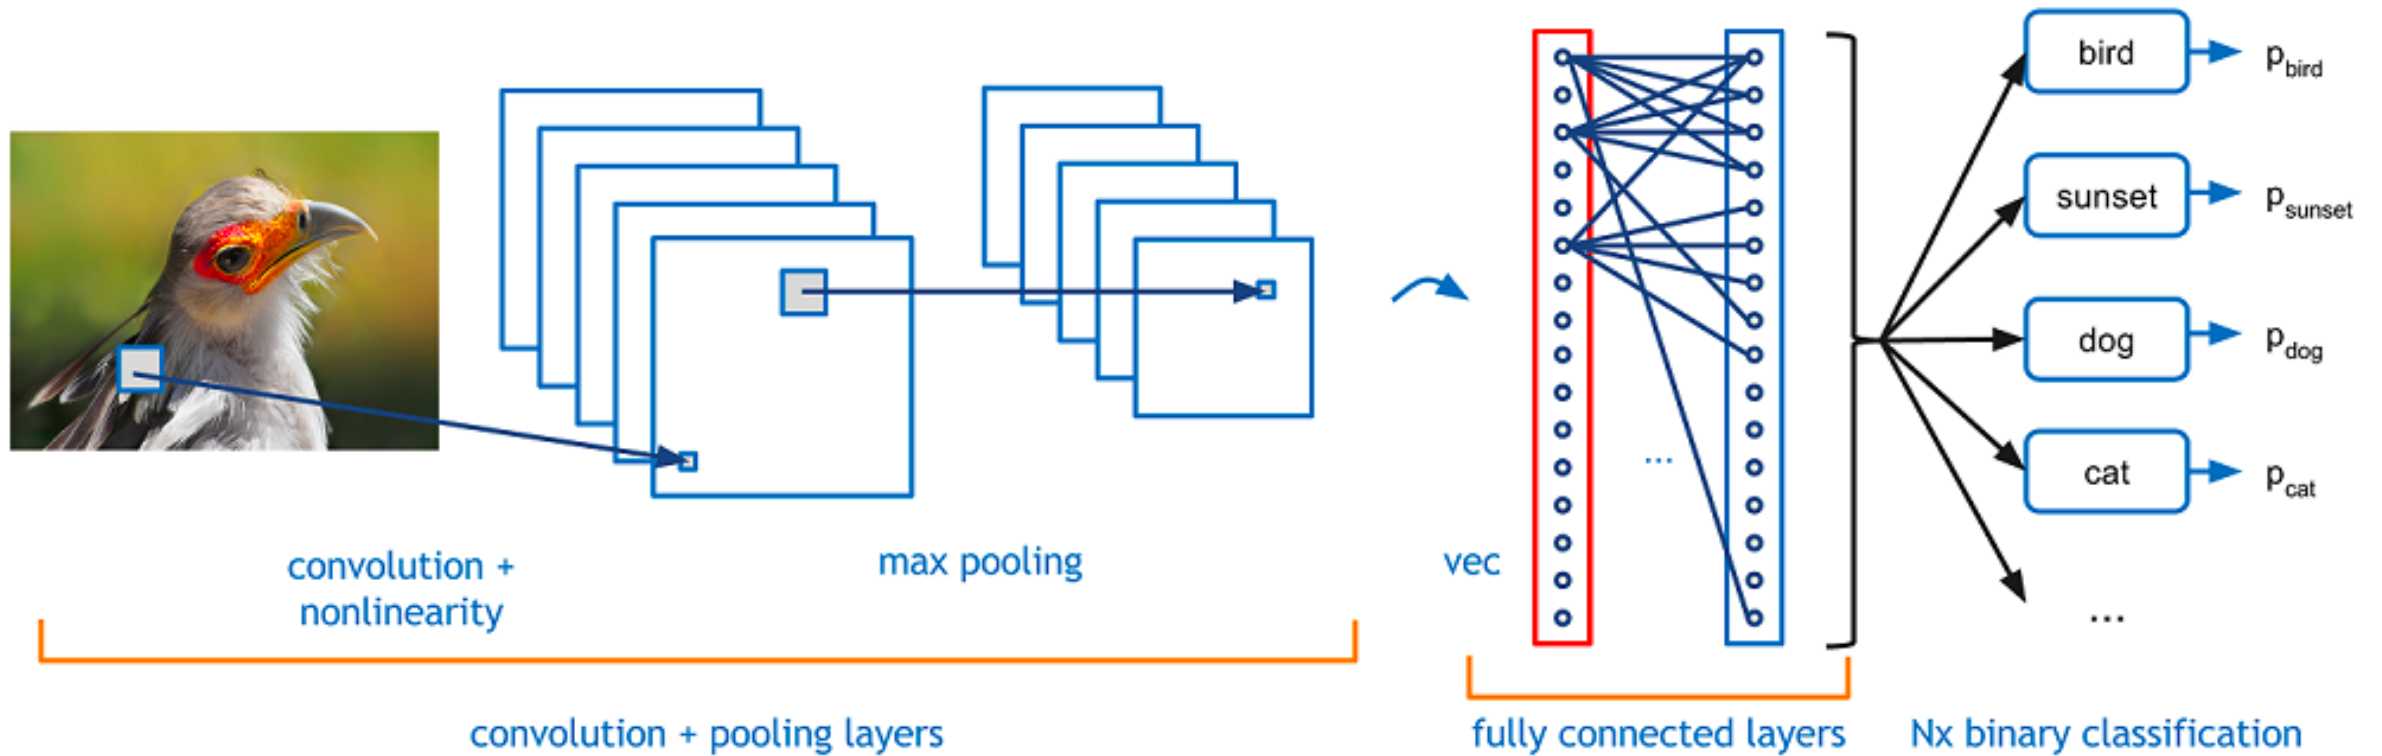 bird
p_bird
sunset
p_sunset
dog
p_dog
cat
p_cat
...
...
convolution +
nonlinearity
max pooling
vec
convolution + pooling layers
fully connected layers
Nx binary classification